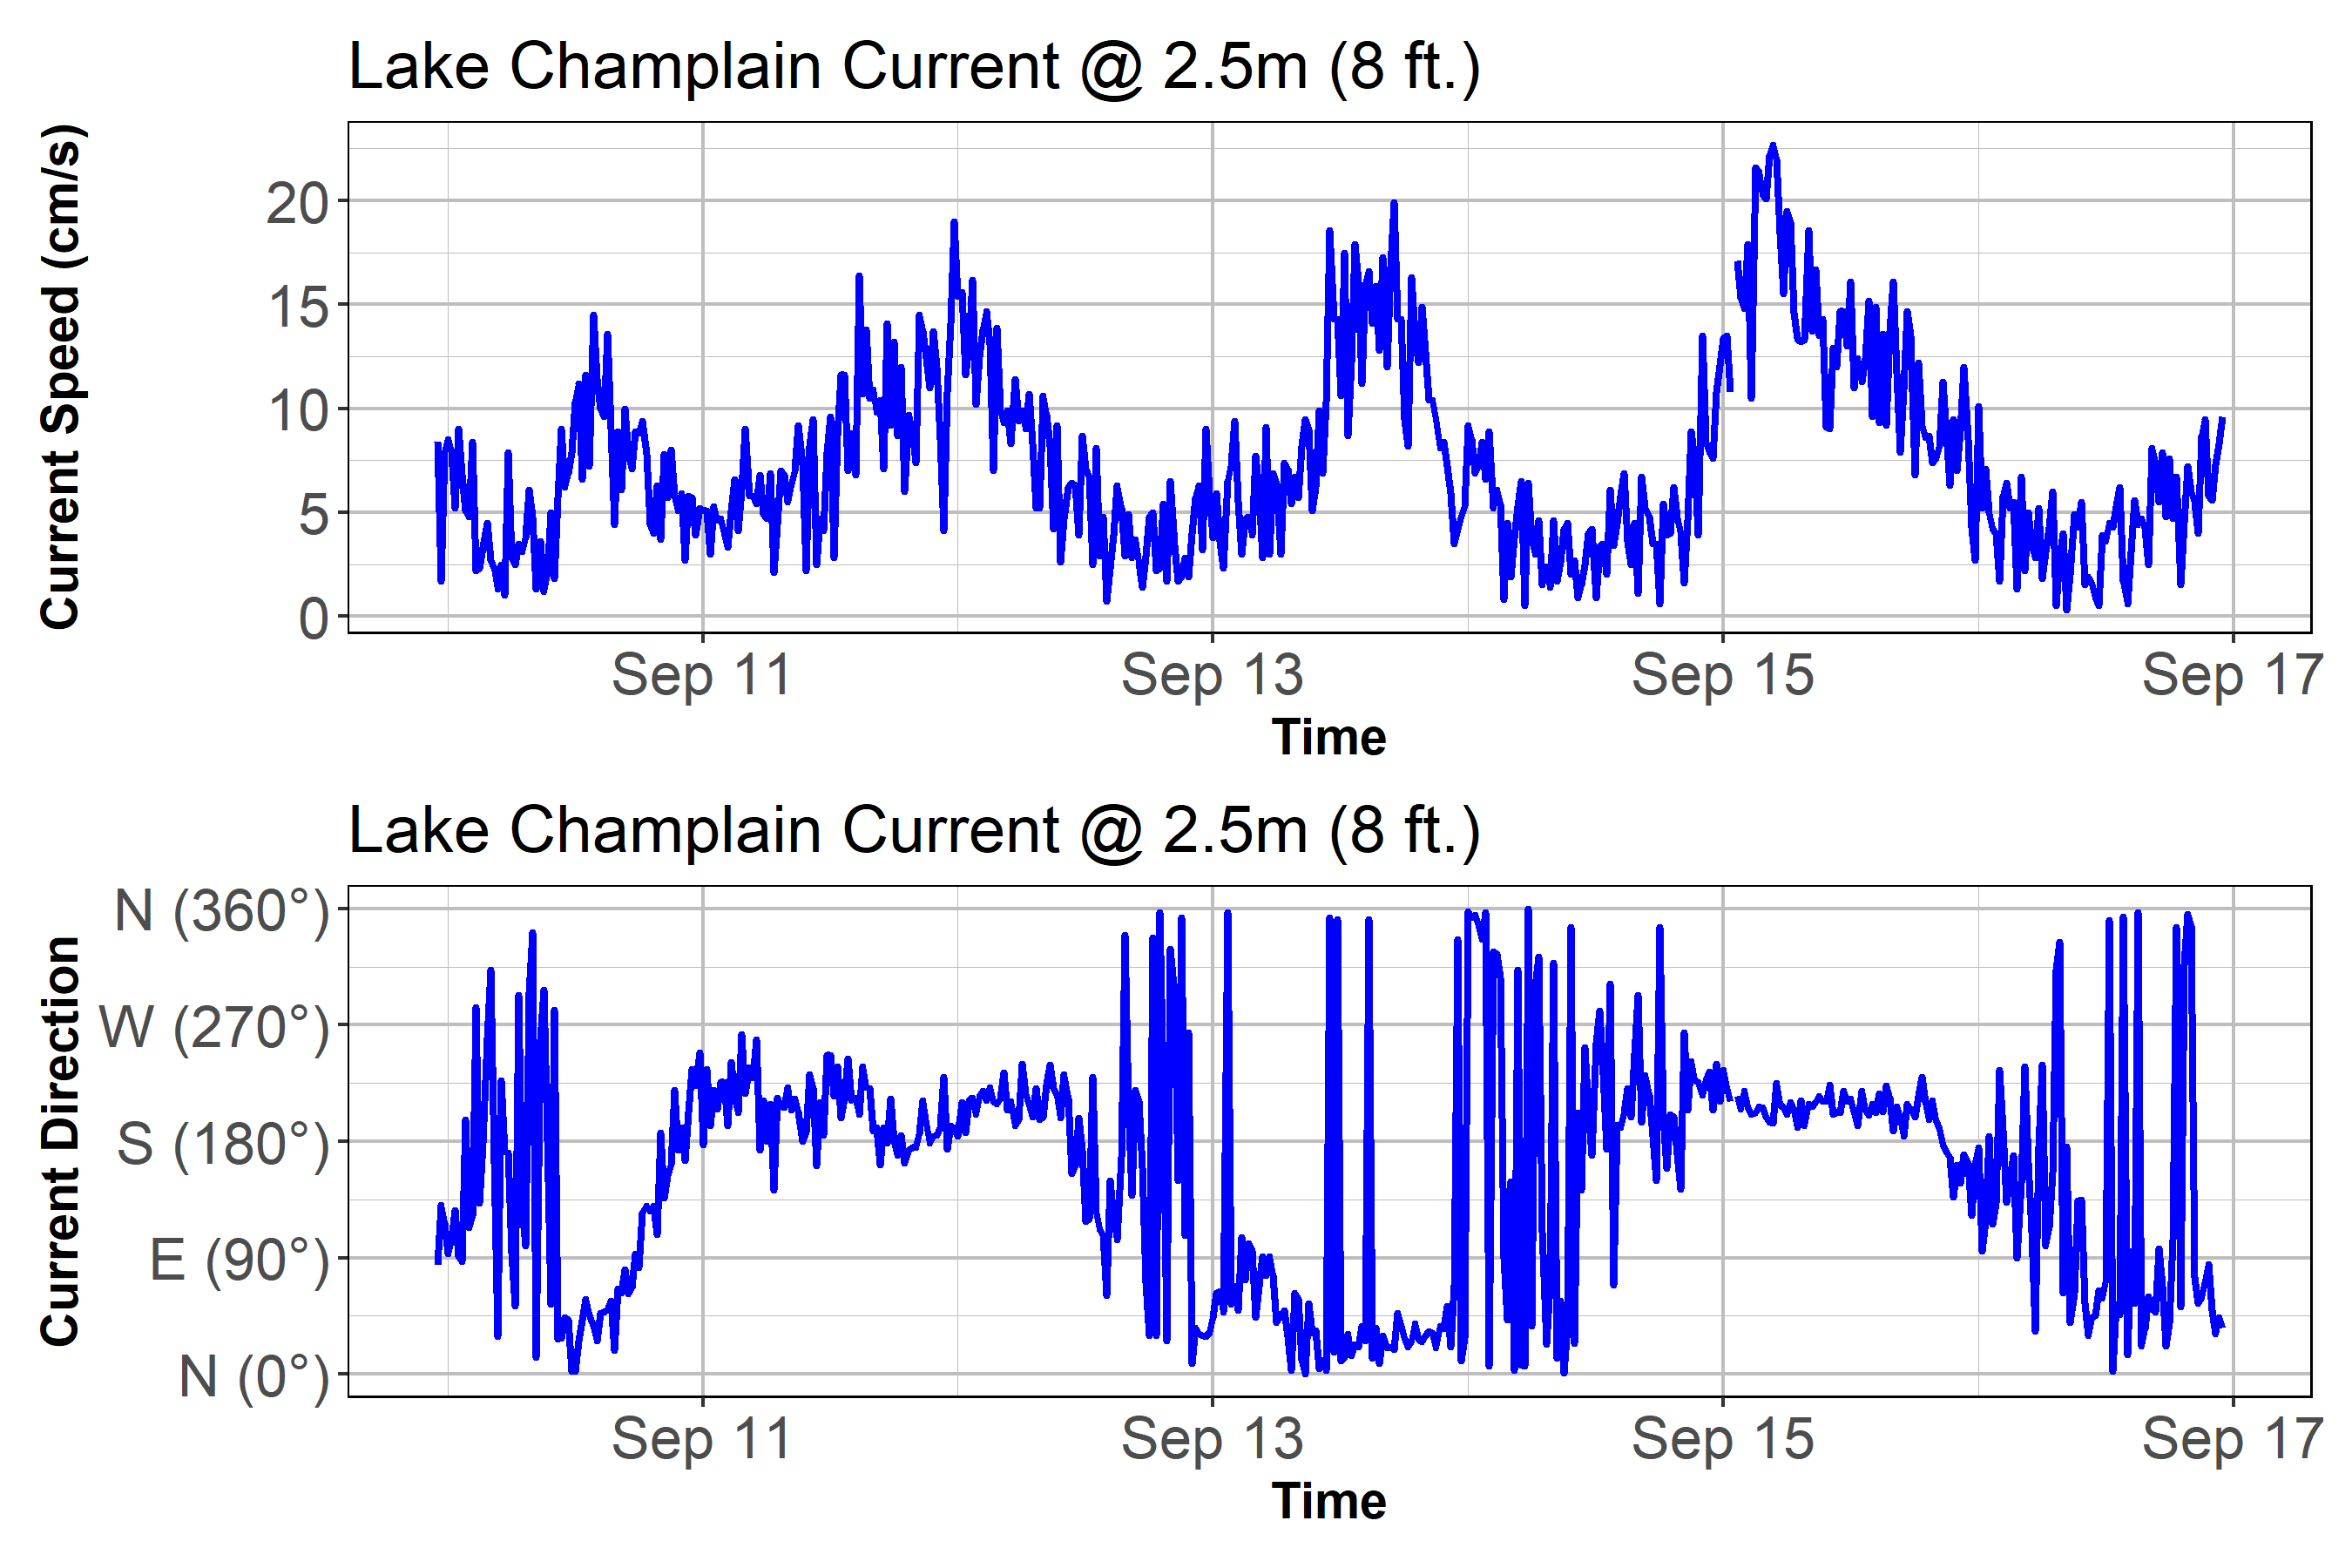 Lake Champlain Current @ 2.5m (8 ft.)
Current Speed (cm/s)
20
15
10
5
0
Sep 11 Sep 13 Sep 15 Sep 17
Time
Lake Champlain Current @ 2.5m (8 ft.)
Current Direction
N (360°)
W (270°)
S (180°)
E (90°)
N (0°)
Sep 11 Sep 13 Sep 15 Sep 17
Time